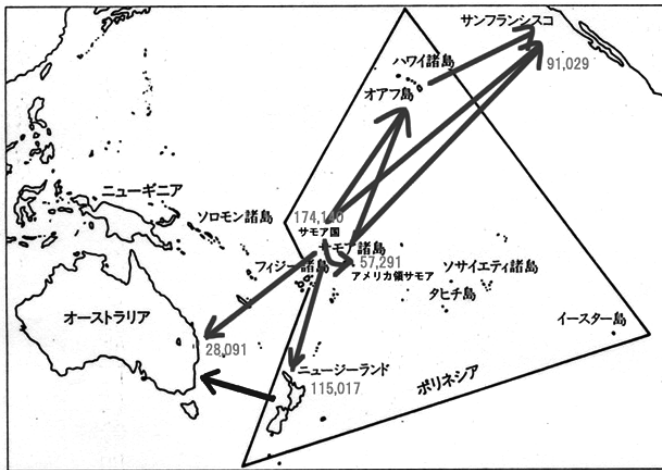 サンフランシスコ
91,029
ハワイ諸島
オアフ島
ニューギニア
ソロモン諸島
174,140
サモア国
サモア諸島
フィジー諸島
57,291
アメリカ領サモア
ソサイエティ諸島
タヒチ島
イースター島
オーストラリア
28,091
ニュージーランド
115,017
ポリネシア